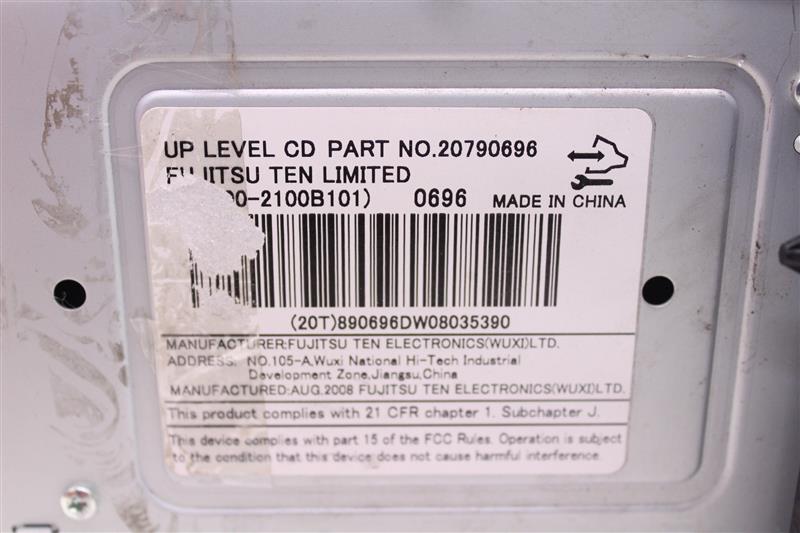 UP LEVEL CD PART NO.20790696
FUJITSU TEN LIMITED
00-2100B101) 0696 MADE IN CHINA
(20T)890696DW08035390
MANUFACTURER:FUJITSU TEN ELECTRONICS(WUXI)LTD.
ADDRESS: NO.105-A,Wuxi National Hi-Tech Industrial
Development Zone,Jiangsu,China
MANUFACTURED:AUG.2008 FUJITSU TEN ELECTRONICS(WUXI)LTD.
This product complies with 21 CFR chapter 1. Subchapter J.
This device complies with part 15 of the FCC Rules. Operation is subject
to the condition that this device does not cause harmful interference.